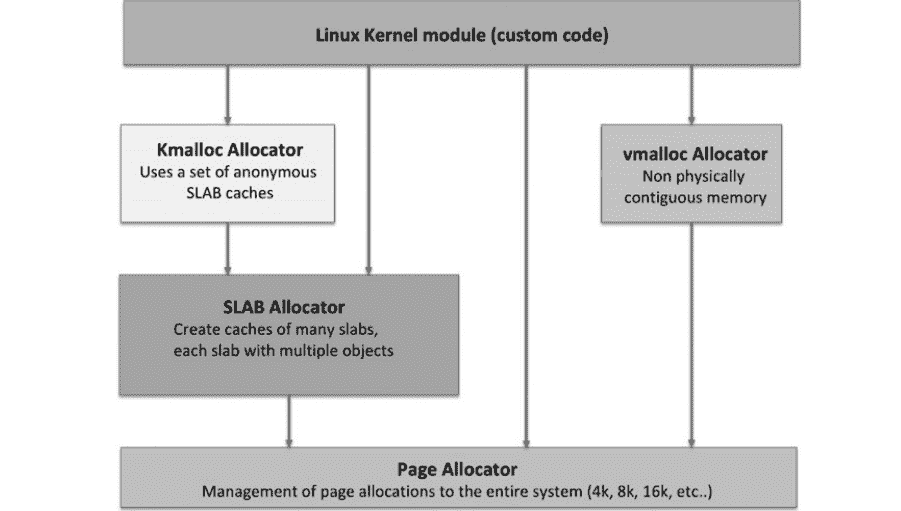 Linux Kernel module (custom code)
Kmalloc Allocator
Uses a set of anonymous
SLAB caches
vmalloc Allocator
Non physically
contiguous memory
SLAB Allocator
Create caches of many slabs,
each slab with multiple objects
Page Allocator
Management of page allocations to the entire system (4k, 8k, 16k, etc..)